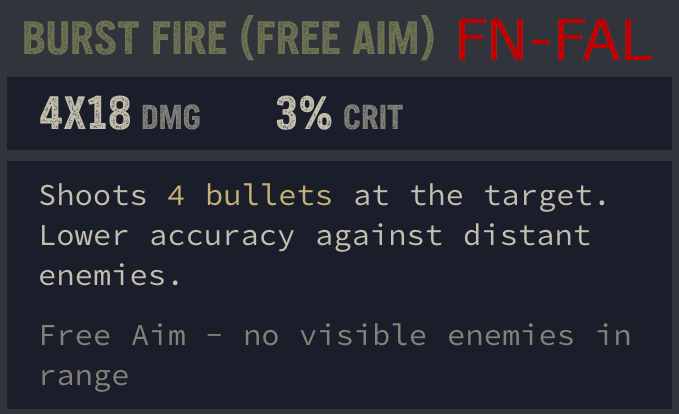 BURST FIRE (FREE AIM) FN-FAL
4X18 DMG 3% CRIT
Shoots 4 bullets at the target.
Lower accuracy against distant
enemies.
Free Aim - no visible enemies in
range